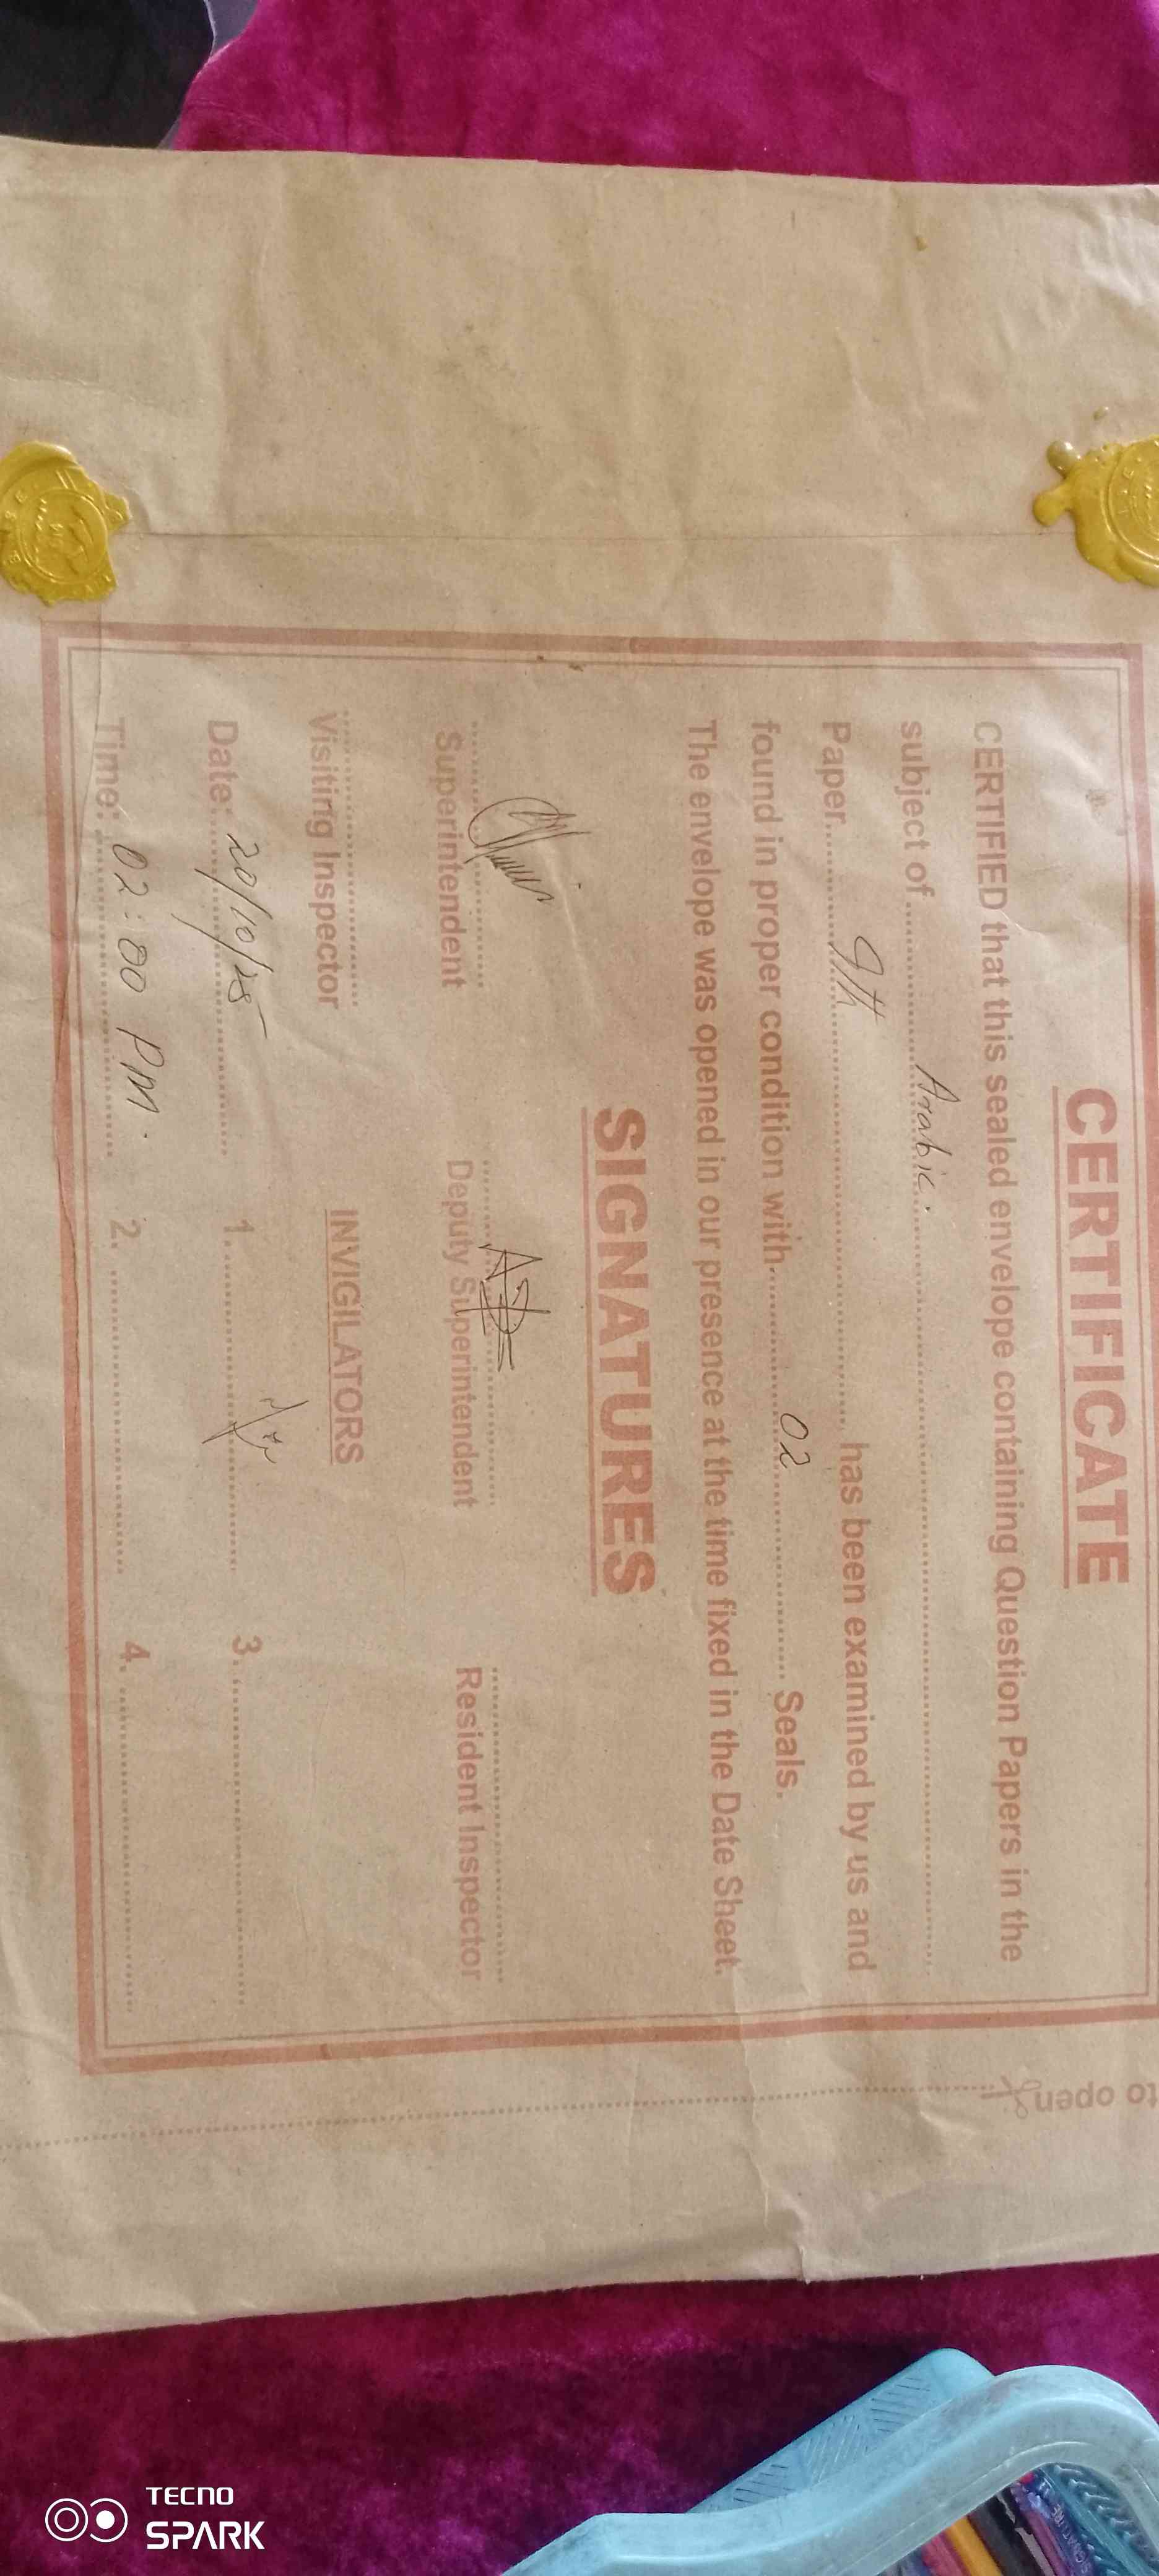 CERTIFICATE
CERTIFIED that this sealed envelope containing Question Papers in the
subject of Arabic.
Paper 9th has been examined by us and
found in proper condition with 02 Seals.
The envelope was opened in our presence at the time fixed in the Date Sheet.
SIGNATURES
Superintendent Deputy Superintendent Resident Inspector
Visiting Inspector INVIGILATORS
Date: 20/10/25 1. 3.
Time: 02:00 PM. 2. 4.
to open
TECNO
SPARK